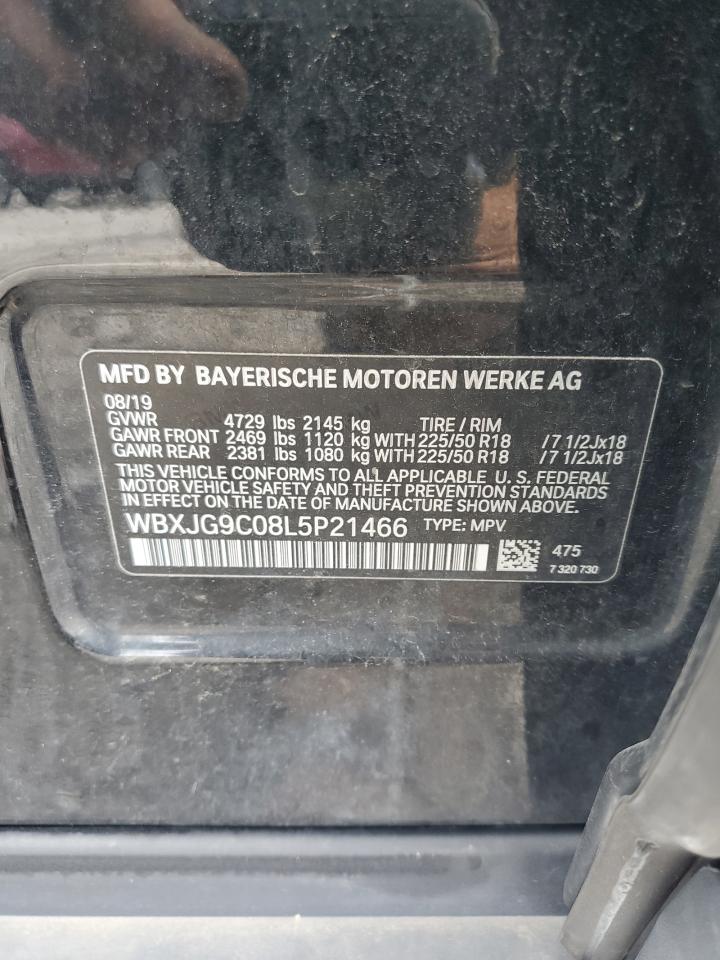 MFD BY BAYERISCHE MOTOREN WERKE AG
08/19
GVWR 4729 lbs 2145 kg TIRE / RIM
GAWR FRONT 2469 lbs 1120 kg WITH 225/50 R18 /7 1/2Jx18
GAWR REAR 2381 lbs 1080 kg WITH 225/50 R18 /7 1/2Jx18
THIS VEHICLE CONFORMS TO ALL APPLICABLE U. S. FEDERAL
MOTOR VEHICLE SAFETY AND THEFT PREVENTION STANDARDS
IN EFFECT ON THE DATE OF MANUFACTURE SHOWN ABOVE.
WBXJG9C08L5P21466 TYPE: MPV
475
7 320 730